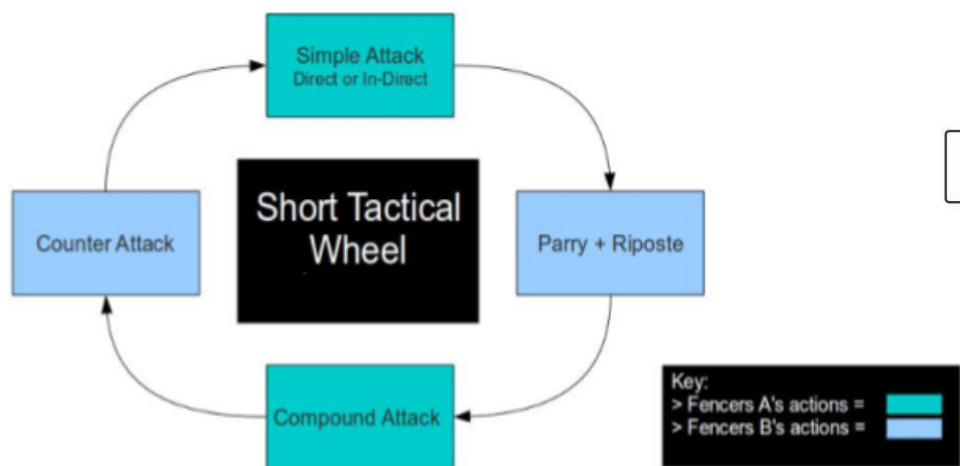 Simple Attack
Direct or In-Direct
Short Tactical
Wheel
Counter Attack
Parry + Riposte
Compound Attack
Key:
> Fencers A's actions =
> Fencers B's actions =